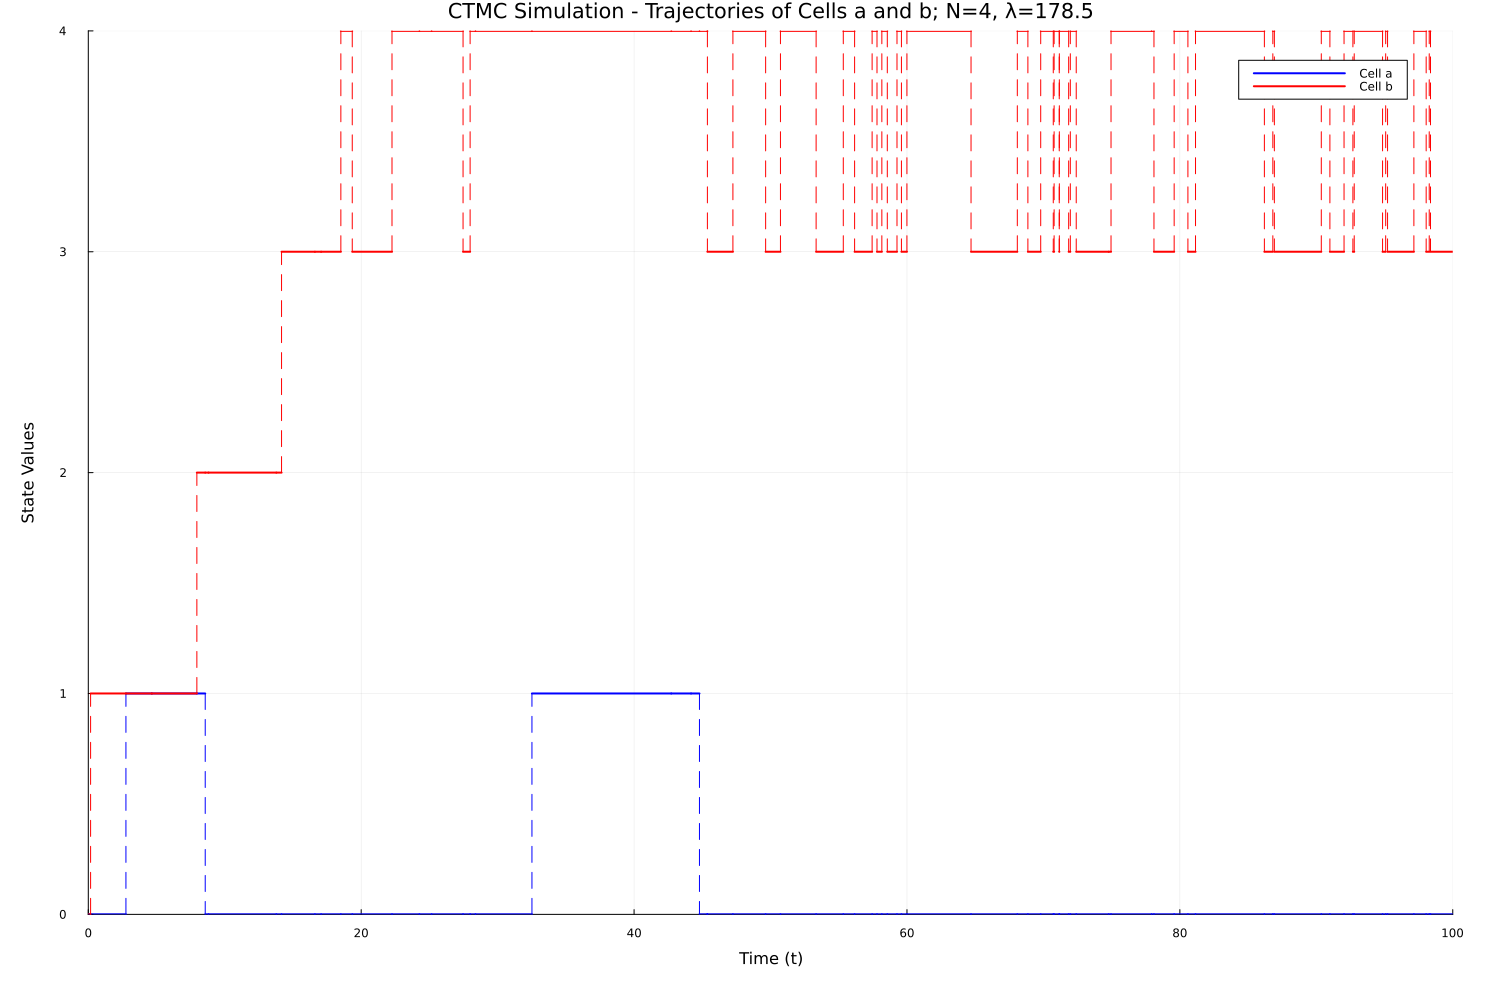 CTMC Simulation - Trajectories of Cells a and b; N=4, λ=178.5
4
Cell a
Cell b
3
State Values
2
1
0
0 20 40 60 80 100
Time (t)